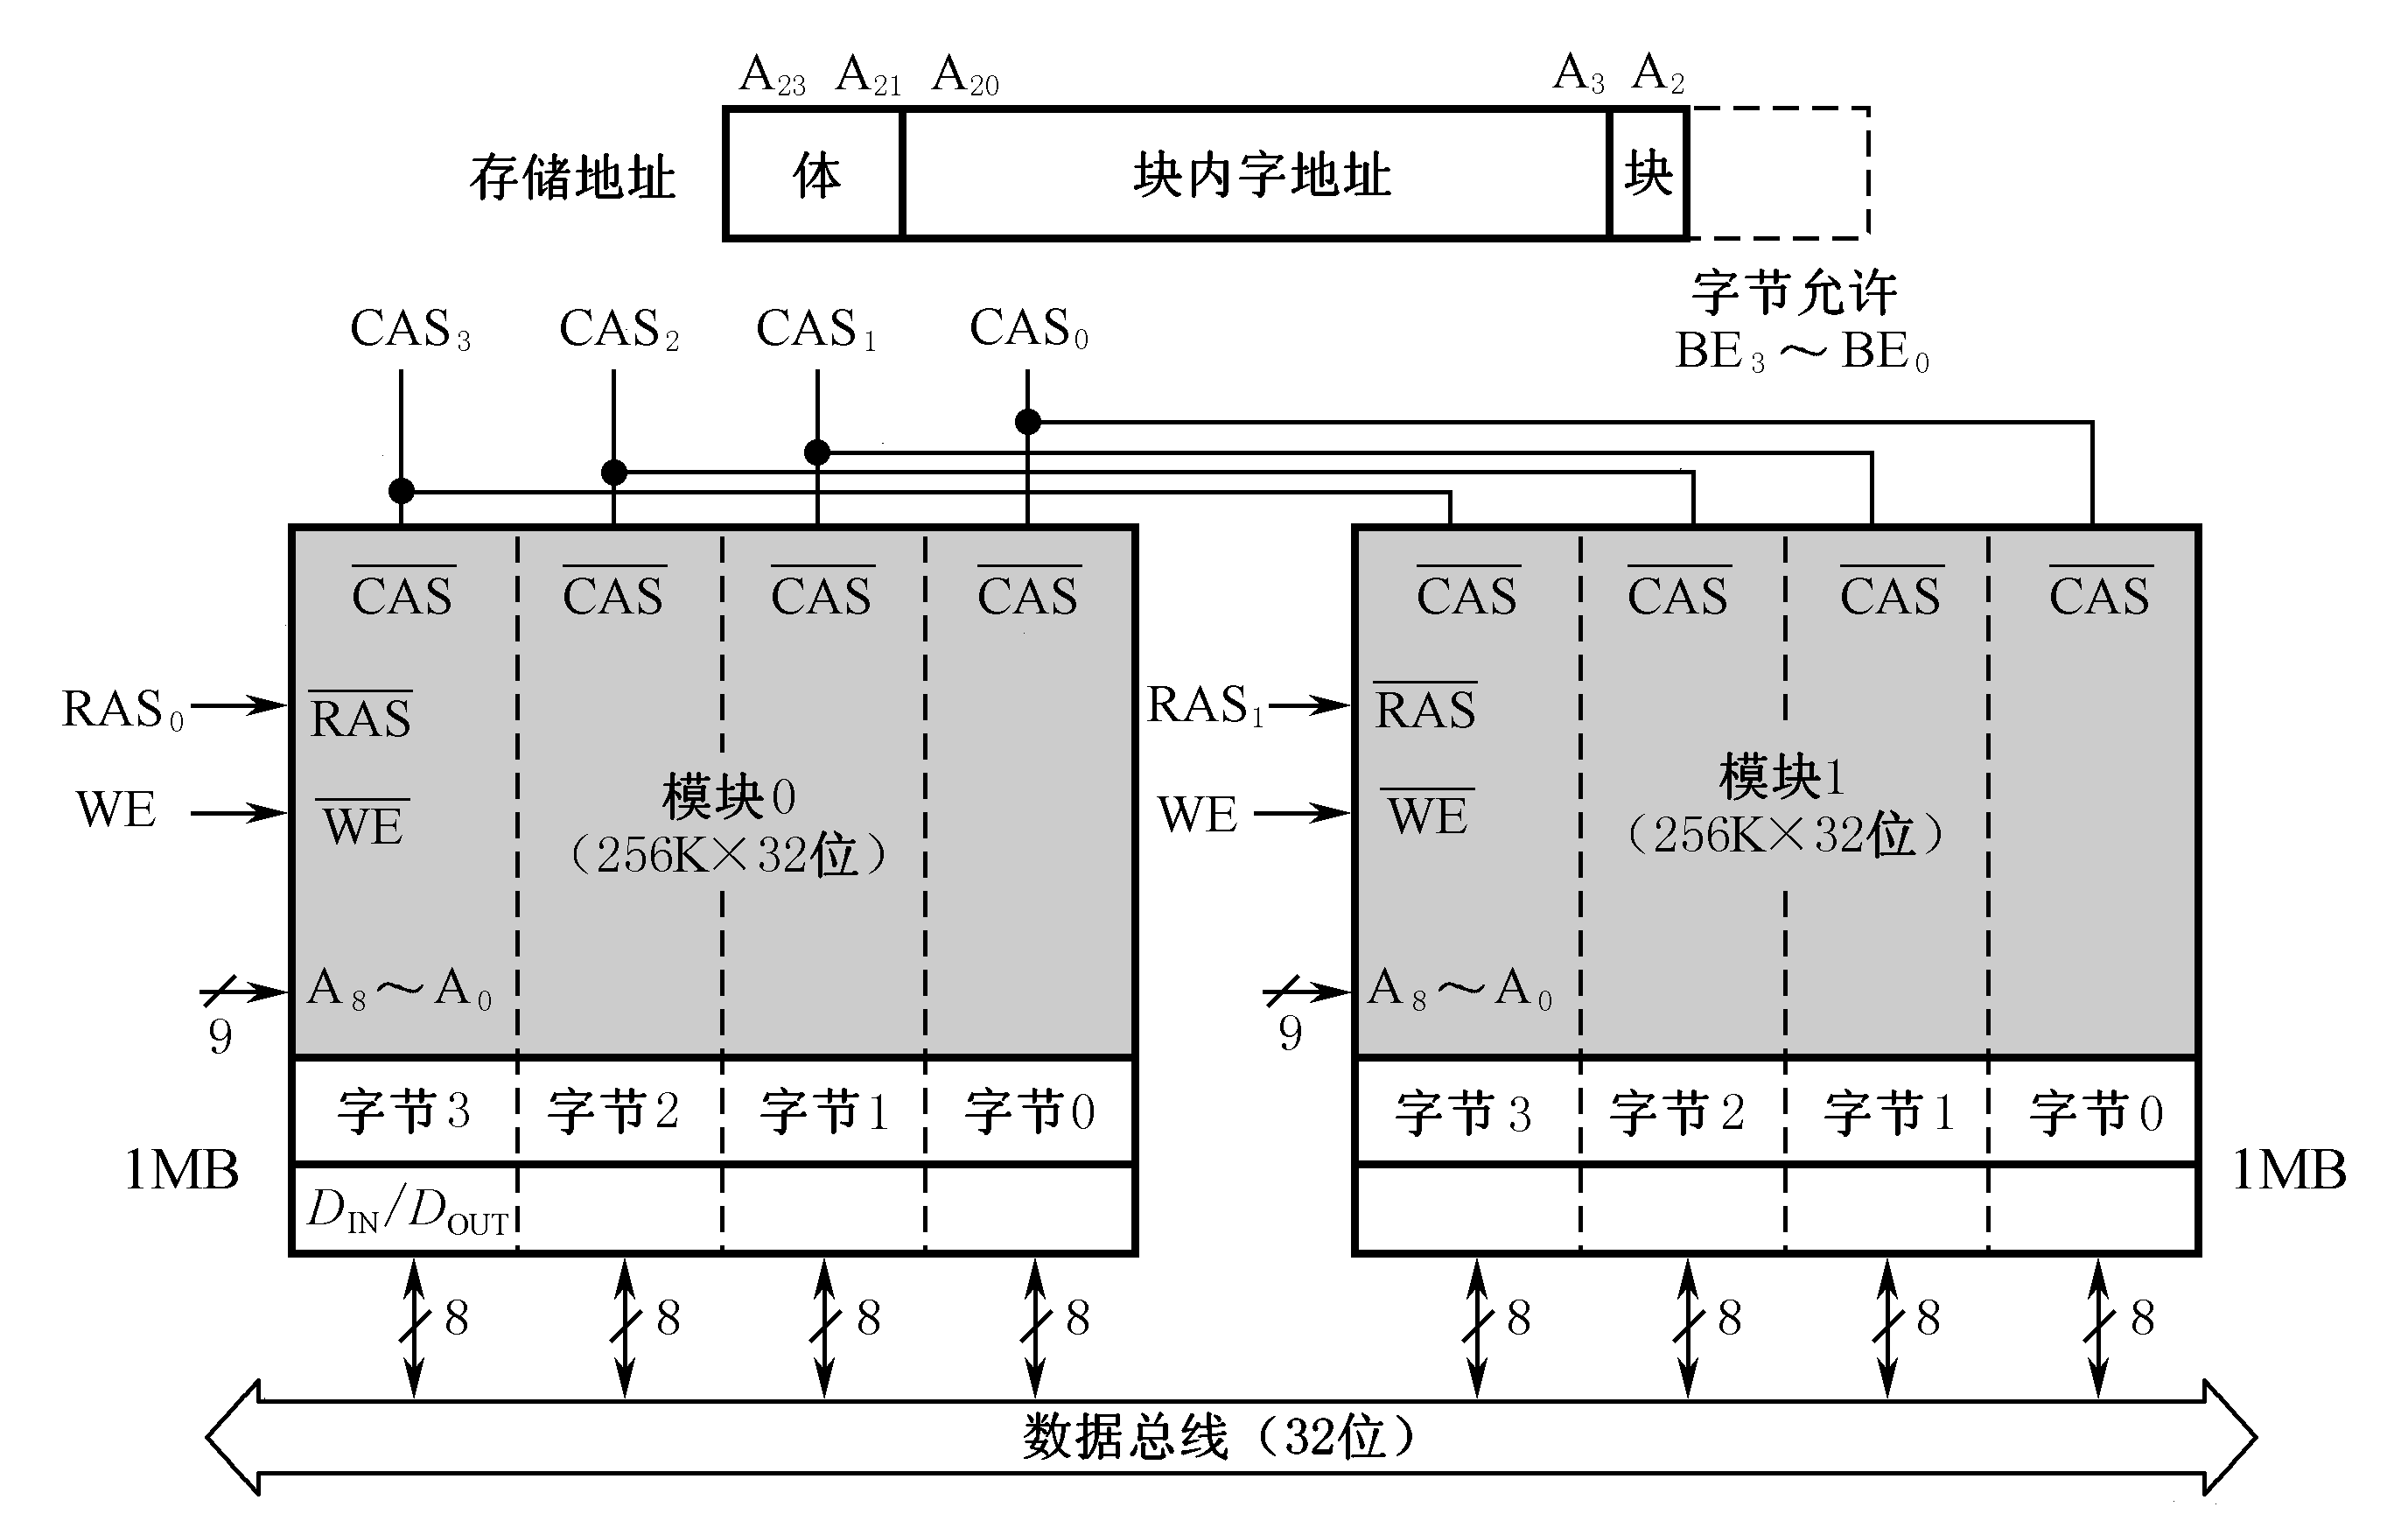 A23 A21 A20 A3 A2
存储地址 体 块内字地址 块
字节允许
BE3～BE0
CAS3 CAS2 CAS1 CAS0
CAS CAS CAS CAS
CAS CAS CAS CAS
RAS0 RAS
RAS1 RAS
WE WE
WE WE
模块0
（256K×32位）
模块1
（256K×32位）
A8～A0
9
A8～A0
9
字节3 字节2 字节1 字节0
字节3 字节2 字节1 字节0
1MB
1MB
DIN/DOUT
8 8 8 8
8 8 8 8
数据总线（32位）